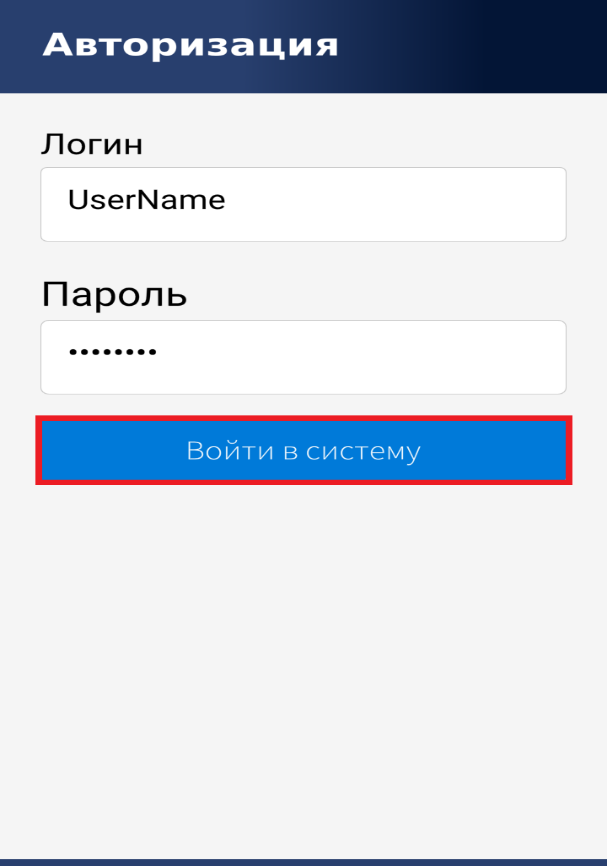 Авторизация
Логин
UserName
Пароль
••••••••
Войти в систему